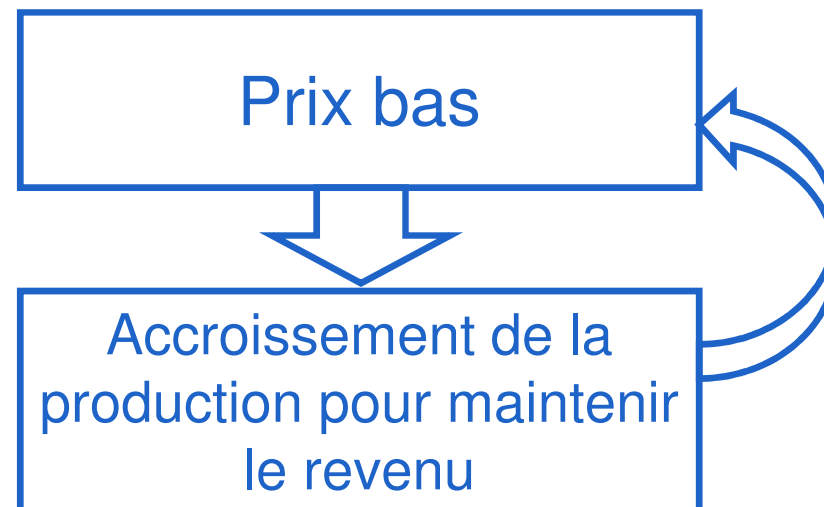 Prix bas
Accroissement de la
production pour maintenir
le revenu